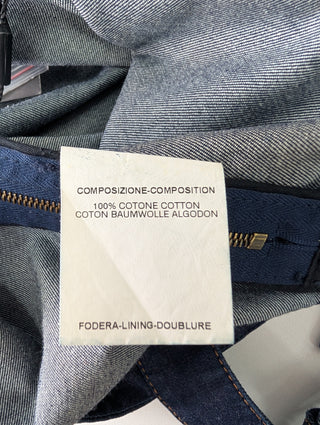 COMPOSIZIONE-COMPOSITION
100% COTONE COTTON
COTON BAUMWOLLE ALGODON
FODERA-LINING-DOUBLURE